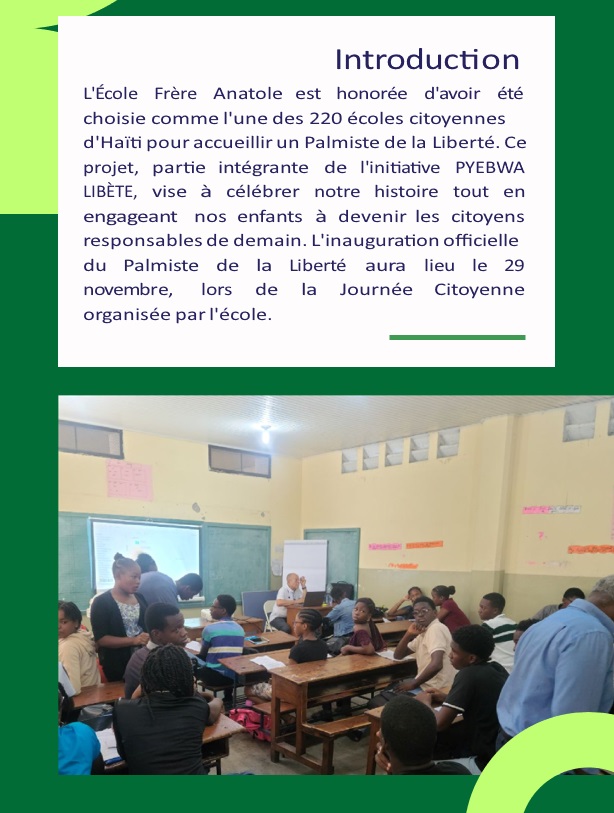 Introduction
L'École Frère Anatole est honorée d'avoir été
choisie comme l'une des 220 écoles citoyennes
d'Haïti pour accueillir un Palmiste de la Liberté. Ce
projet, partie intégrante de l'initiative PYEBWA
LIBÈTE, vise à célébrer notre histoire tout en
engageant nos enfants à devenir les citoyens
responsables de demain. L'inauguration officielle
du Palmiste de la Liberté aura lieu le 29
novembre, lors de la Journée Citoyenne
organisée par l'école.